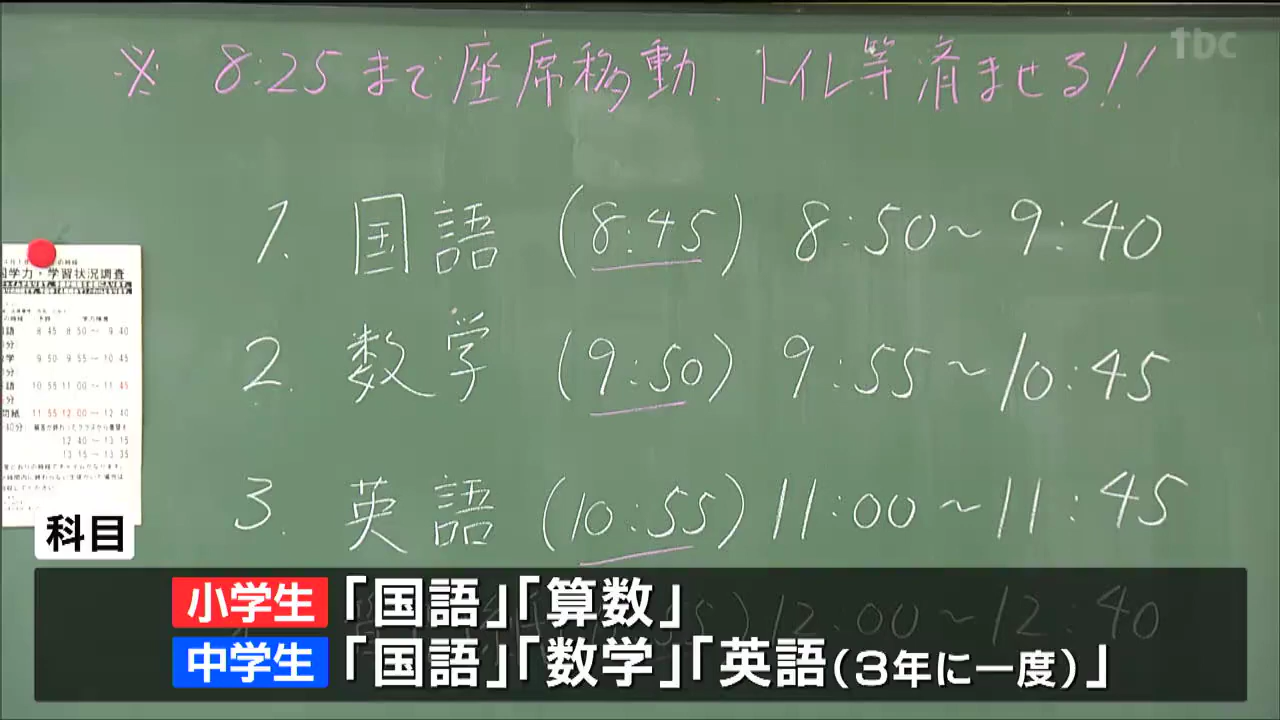 tbc
※ 8:25まで座席移動、トイレ等済ませる!!
1. 国語 (8:45) 8:50~9:40
2. 数学 (9:50) 9:55~10:45
3. 英語 (10:55) 11:00~11:45
12:00~12:40
国学力・学習状況調査
8 45 8 50~ 9 40
9 50 9 55~10 45
10 55 11 00~11 45
問紙 11 55 12 00~12 40
12 40~13 15
13 15~13 35
科目
小学生「国語」「算数」
中学生「国語」「数学」「英語(3年に一度)」